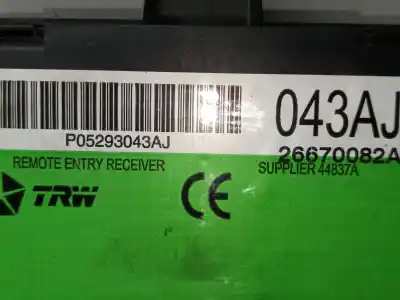 P05293043AJ
043AJ
26670082A
REMOTE ENTRY RECEIVER
SUPPLIER 44837A
TRW
CE